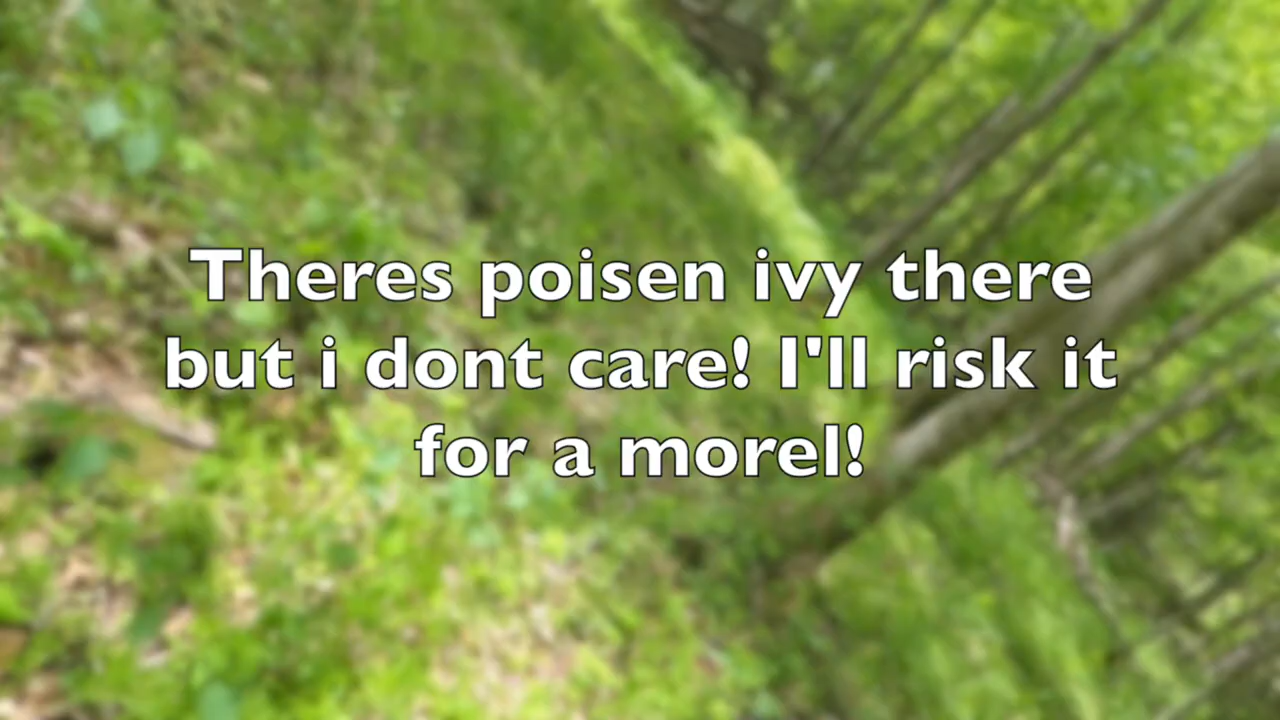 Theres poisen ivy there
but i dont care! I'll risk it
for a morel!